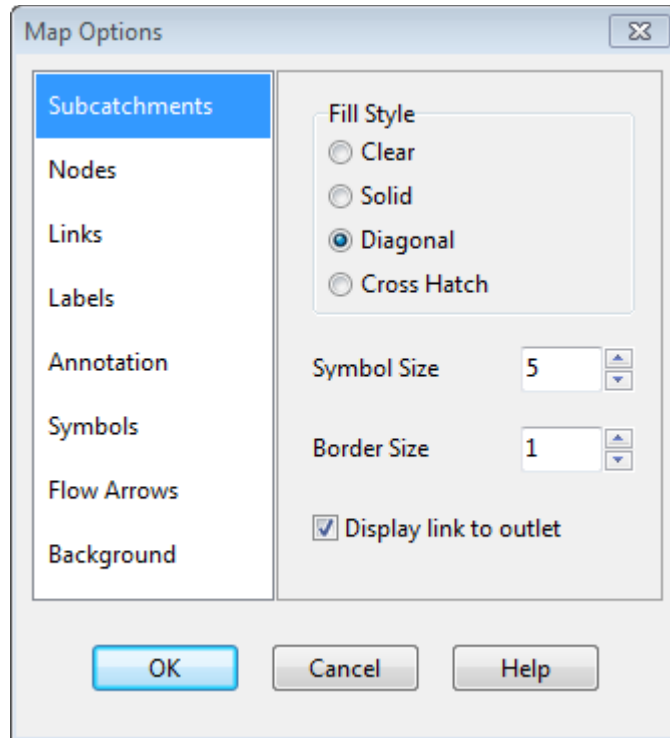 Map Options
Subcatchments
Nodes
Links
Labels
Annotation
Symbols
Flow Arrows
Background
Fill Style
Clear
Solid
Diagonal
Cross Hatch
Symbol Size 5
Border Size 1
Display link to outlet
OK Cancel Help